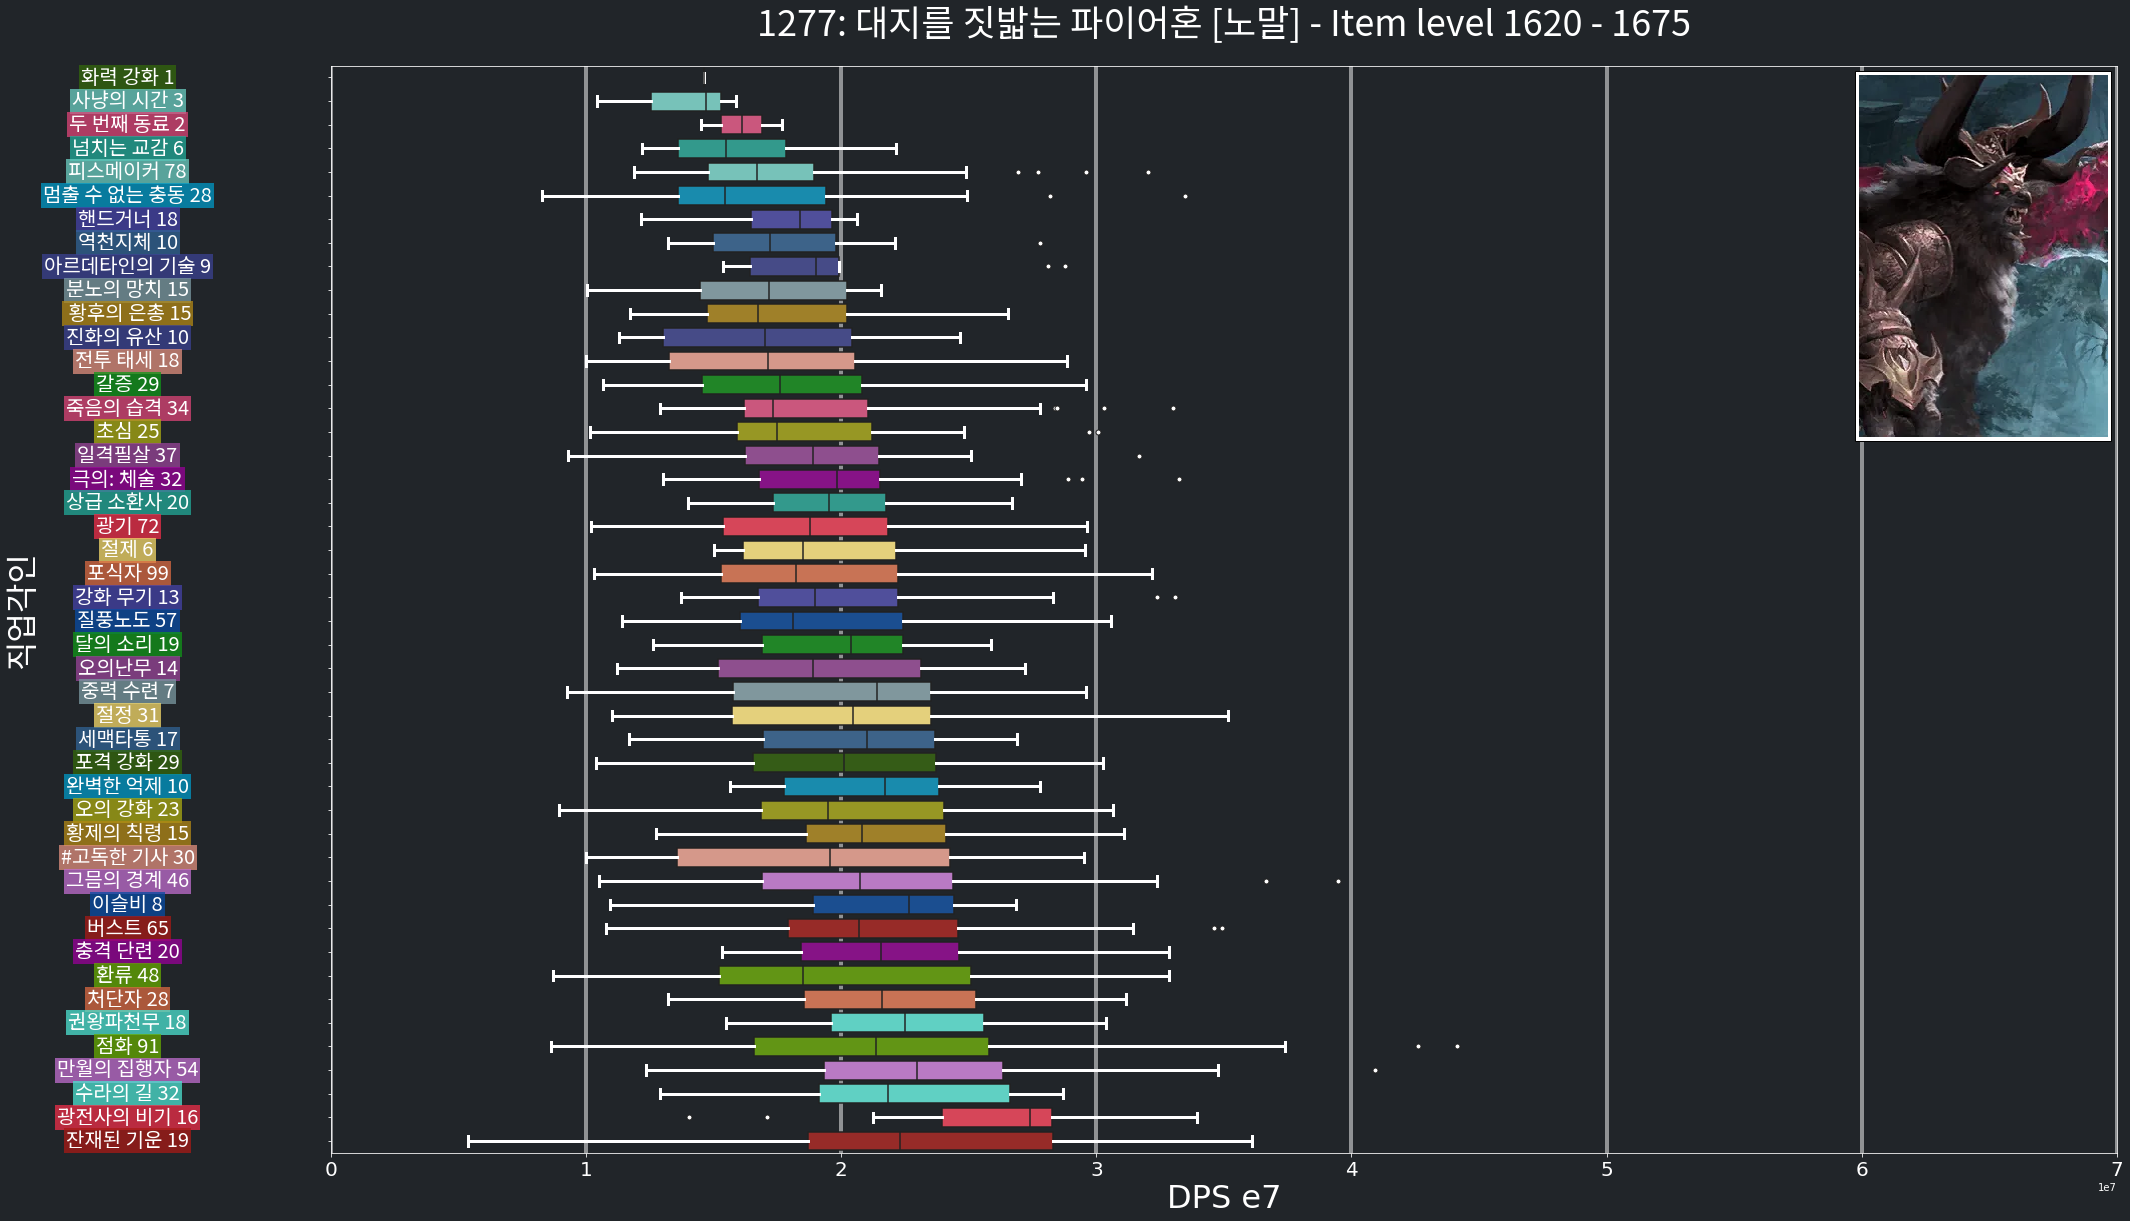 1277: 대지를 짓밟는 파이어혼 [노말] - Item level 1620 - 1675
직업각인
화력 강화 1
사냥의 시간 3
두 번째 동료 2
넘치는 교감 6
피스메이커 78
멈출 수 없는 충동 28
핸드거너 18
역천지체 10
아르데타인의 기술 9
분노의 망치 15
황후의 은총 15
진화의 유산 10
전투 태세 18
갈증 29
죽음의 습격 34
초심 25
일격필살 37
극의: 체술 32
상급 소환사 20
광기 72
절제 6
포식자 99
강화 무기 13
질풍노도 57
달의 소리 19
오의난무 14
중력 수련 7
절정 31
세맥타통 17
포격 강화 29
완벽한 억제 10
오의 강화 23
황제의 칙령 15
#고독한 기사 30
그믐의 경계 46
이슬비 8
버스트 65
충격 단련 20
환류 48
처단자 28
권왕파천무 18
점화 91
만월의 집행자 54
수라의 길 32
광전사의 비기 16
잔재된 기운 19
0 1 2 3 4 5 6 7
1e7
DPS e7